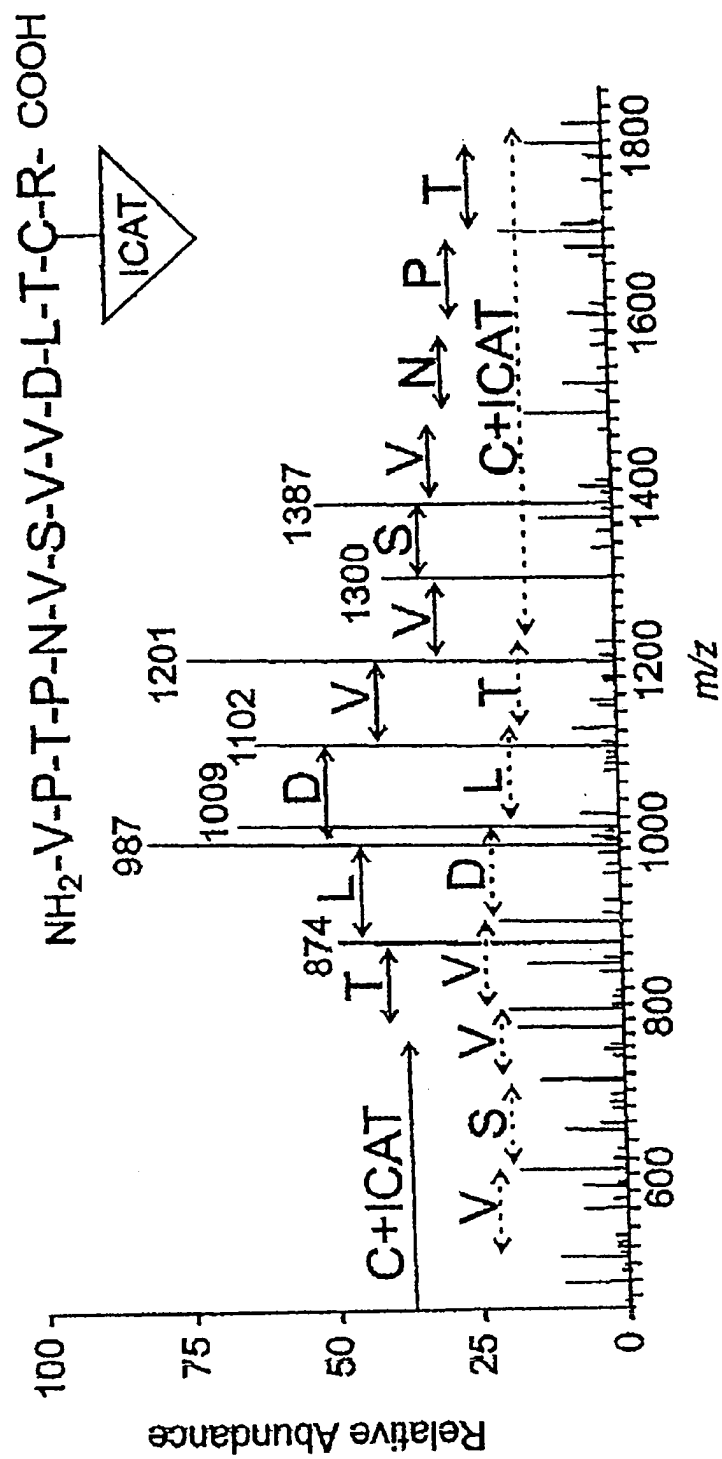 NH2-V-P-T-P-N-V-S-V-V-D-L-T-C-R- COOH
ICAT
Relative Abundance
100
75
50
25
0
C+ICAT
T
874
L
987
D
1009
1102
V
1201
V
1300
S
1387
V
N
P
T
V
S
V
V
D
L
T
C+ICAT
600
800
1000
1200
1400
1600
1800
m/z